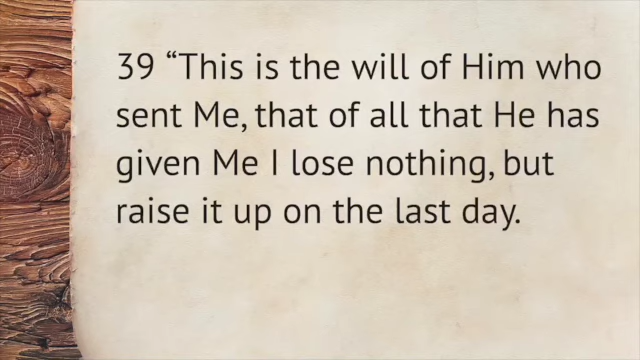 39 “This is the will of Him who
sent Me, that of all that He has
given Me I lose nothing, but
raise it up on the last day.